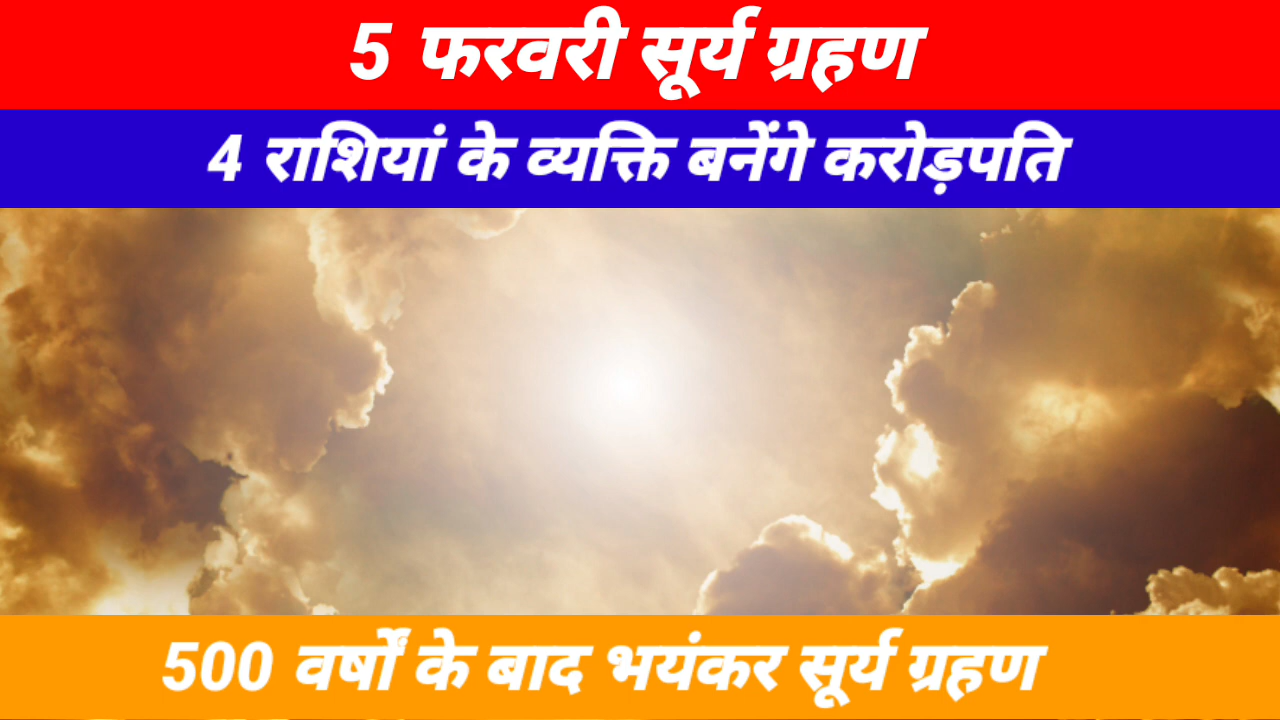 5 फरवरी सूर्य ग्रहण
4 राशियां के व्यक्ति बनेंगे करोड़पति
500 वर्षों के बाद भयंकर सूर्य ग्रहण